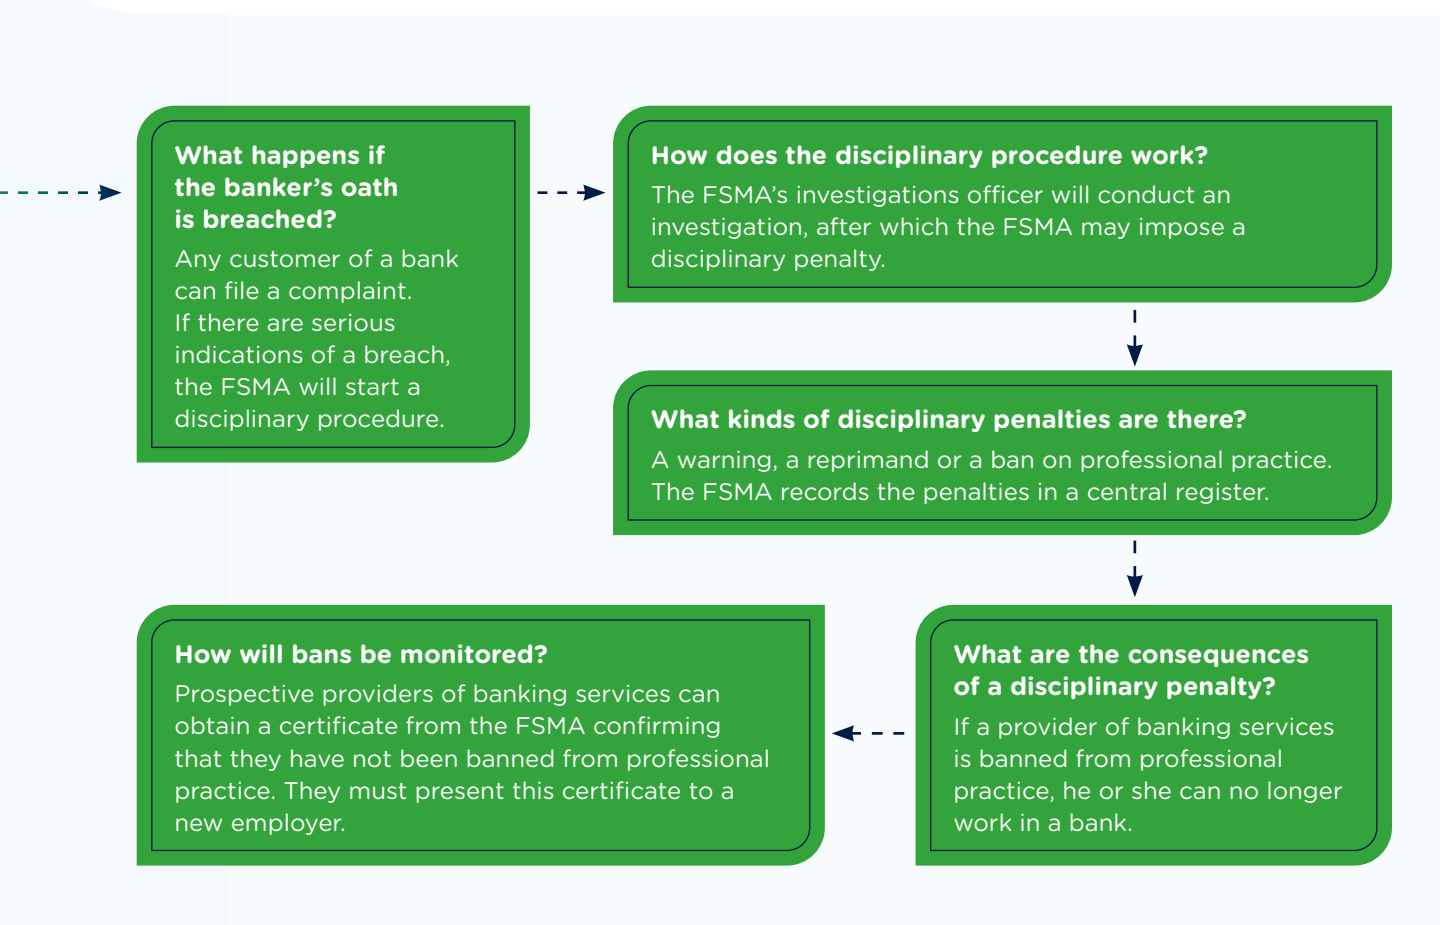 What happens if
the banker’s oath
is breached?
Any customer of a bank
can file a complaint.
If there are serious
indications of a breach,
the FSMA will start a
disciplinary procedure.
How does the disciplinary procedure work?
The FSMA’s investigations officer will conduct an
investigation, after which the FSMA may impose a
disciplinary penalty.
What kinds of disciplinary penalties are there?
A warning, a reprimand or a ban on professional practice.
The FSMA records the penalties in a central register.
What are the consequences
of a disciplinary penalty?
If a provider of banking services
is banned from professional
practice, he or she can no longer
work in a bank.
How will bans be monitored?
Prospective providers of banking services can
obtain a certificate from the FSMA confirming
that they have not been banned from professional
practice. They must present this certificate to a
new employer.